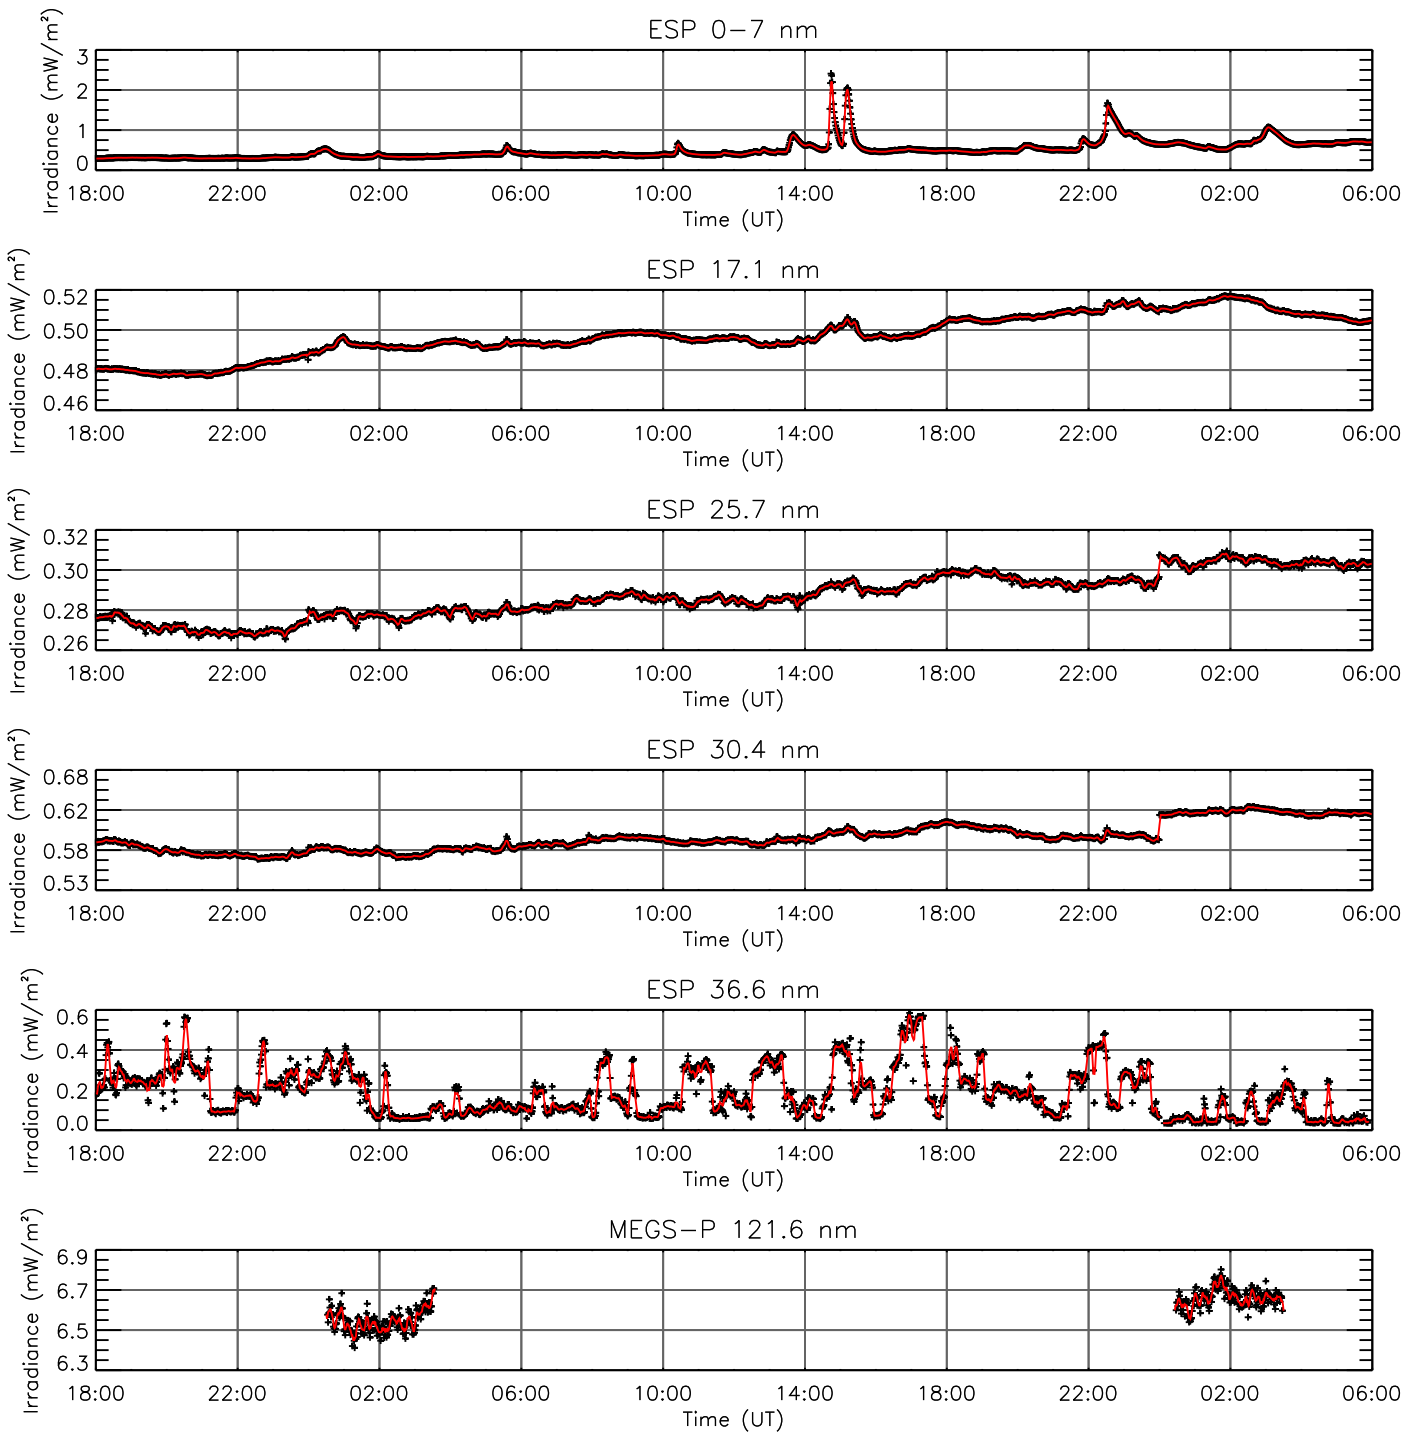 ESP 0-7 nm
Irradiance (mW/m²)
3
2
1
0
18:00 22:00 02:00 06:00 10:00 14:00 18:00 22:00 02:00 06:00
Time (UT)
ESP 17.1 nm
Irradiance (mW/m²)
0.52
0.50
0.48
0.46
18:00 22:00 02:00 06:00 10:00 14:00 18:00 22:00 02:00 06:00
Time (UT)
ESP 25.7 nm
Irradiance (mW/m²)
0.32
0.30
0.28
0.26
18:00 22:00 02:00 06:00 10:00 14:00 18:00 22:00 02:00 06:00
Time (UT)
ESP 30.4 nm
Irradiance (mW/m²)
0.68
0.62
0.58
0.53
18:00 22:00 02:00 06:00 10:00 14:00 18:00 22:00 02:00 06:00
Time (UT)
ESP 36.6 nm
Irradiance (mW/m²)
0.6
0.4
0.2
0.0
18:00 22:00 02:00 06:00 10:00 14:00 18:00 22:00 02:00 06:00
Time (UT)
MEGS-P 121.6 nm
Irradiance (mW/m²)
6.9
6.7
6.5
6.3
18:00 22:00 02:00 06:00 10:00 14:00 18:00 22:00 02:00 06:00
Time (UT)